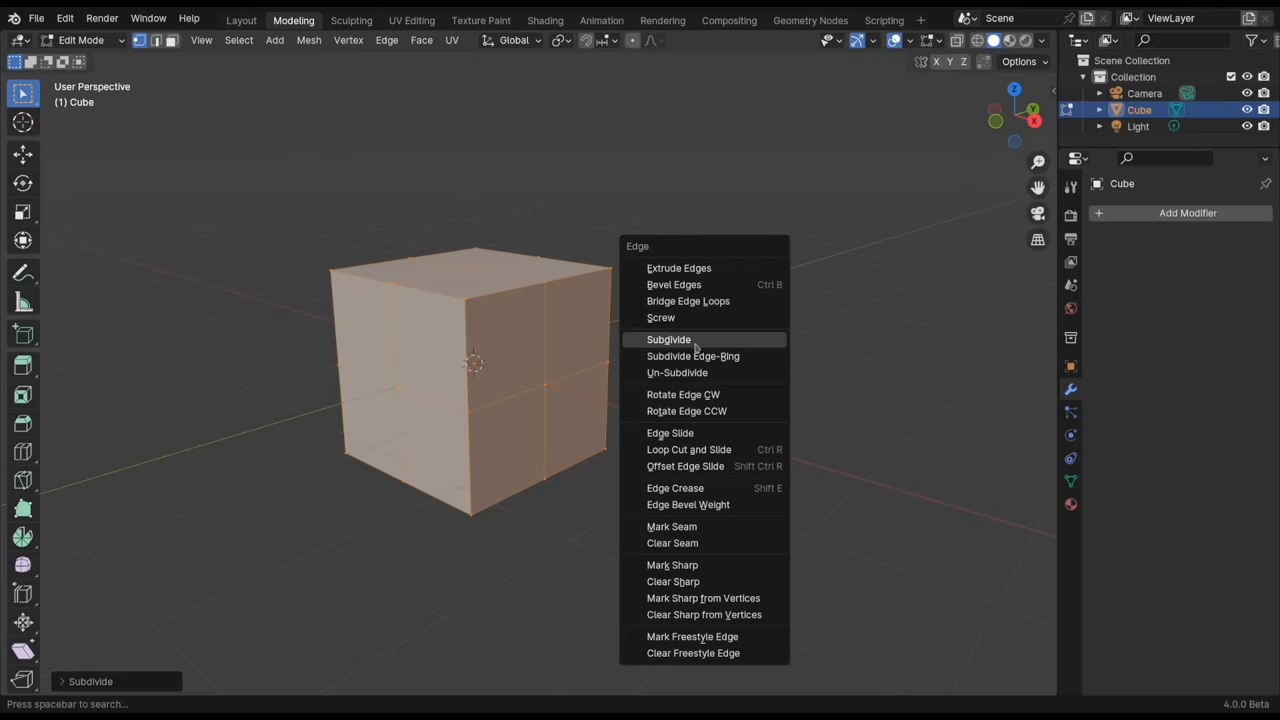 File Edit Render Window Help Layout Modeling Sculpting UV Editing Texture Paint Shading Animation Rendering Compositing Geometry Nodes Scripting + Scene ViewLayer
Edit Mode View Select Add Mesh Vertex Edge Face UV Global
X Y Z Options
User Perspective
(1) Cube
Z
Y
X
Scene Collection
Collection
Camera
Cube
Light
Cube
+ Add Modifier
Edge
Extrude Edges
Bevel Edges Ctrl B
Bridge Edge Loops
Screw
Subdivide
Subdivide Edge-Ring
Un-Subdivide
Rotate Edge CW
Rotate Edge CCW
Edge Slide
Loop Cut and Slide Ctrl R
Offset Edge Slide Shift Ctrl R
Edge Crease Shift E
Edge Bevel Weight
Mark Seam
Clear Seam
Mark Sharp
Clear Sharp
Mark Sharp from Vertices
Clear Sharp from Vertices
Mark Freestyle Edge
Clear Freestyle Edge
> Subdivide
Press spacebar to search... 4.0.0 Beta